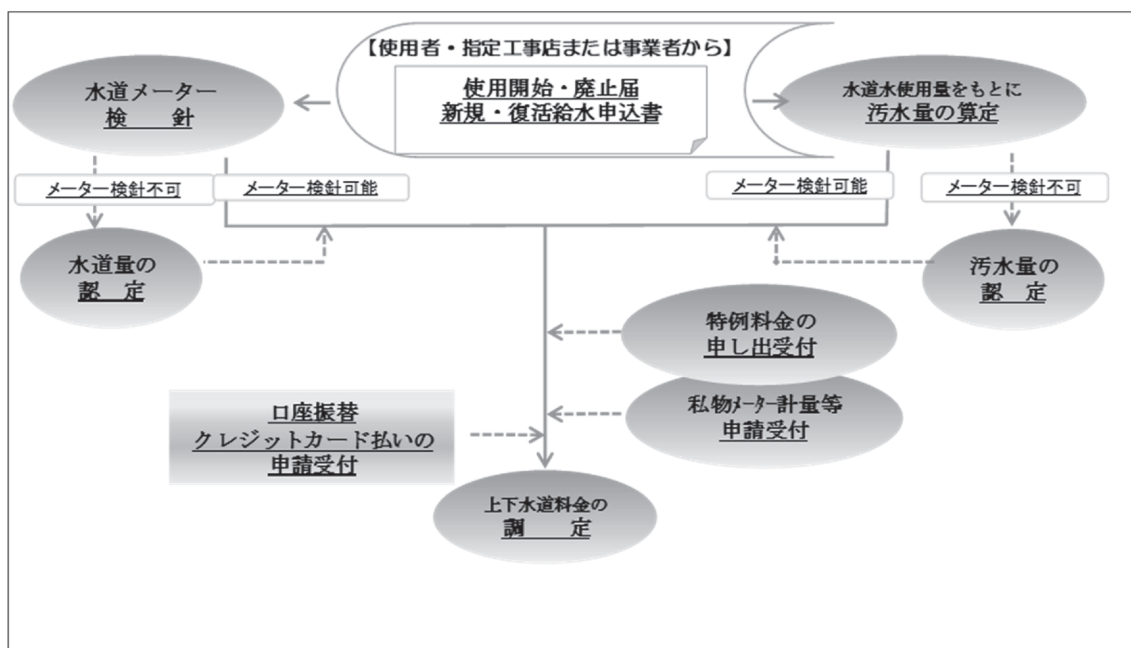 【使用者・指定工事店または事業者から】
使用開始・廃止届
新規・復活給水申込書
水道メーター
検　　針
水道水使用量をもとに
汚水量の算定
メーター検針不可
メーター検針可能
メーター検針可能
メーター検針不可
水道量の
認　定
汚水量の
認　定
特例料金の
申し出受付
私物ﾒｰﾀｰ計量等
申請受付
口座振替
クレジットカード払いの
申請受付
上下水道料金の
調　　定